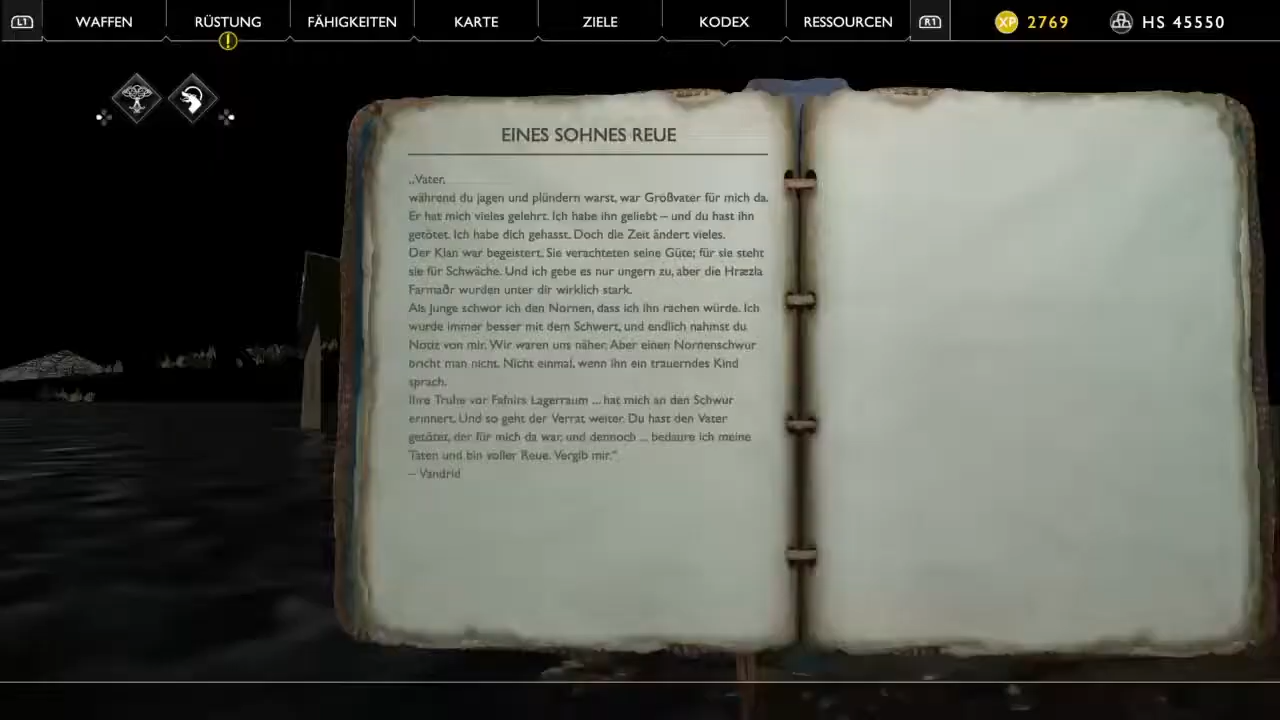 L1 WAFFEN RÜSTUNG FÄHIGKEITEN KARTE ZIELE KODEX RESSOURCEN R1 XP 2769 HS 45550
EINES SOHNES REUE
„Vater,
während du jagen und plündern warst, war Großvater für mich da.
Er hat mich vieles gelehrt. Ich habe ihn geliebt – und du hast ihn
getötet. Ich habe dich gehasst. Doch die Zeit ändert vieles.
Der Klan war begeistert. Sie verachteten seine Güte; für sie steht
sie für Schwäche. Und ich gebe es nur ungern zu, aber die Hræzla
Farmaðr wurden unter dir wirklich stark.
Als Junge schwor ich den Nornen, dass ich ihn rächen würde. Ich
wurde immer besser mit dem Schwert, und endlich nahmst du
Notiz von mir. Wir waren uns näher. Aber einen Nornenschwur
bricht man nicht. Nicht einmal, wenn ihn ein trauerndes Kind
sprach.
Ihre Truhe vor Fafnirs Lagerraum ... hat mich an den Schwur
erinnert. Und so geht der Verrat weiter. Du hast den Vater
getötet, der für mich da war, und dennoch ... bedaure ich meine
Taten und bin voller Reue. Vergib mir.“
– Vandrid